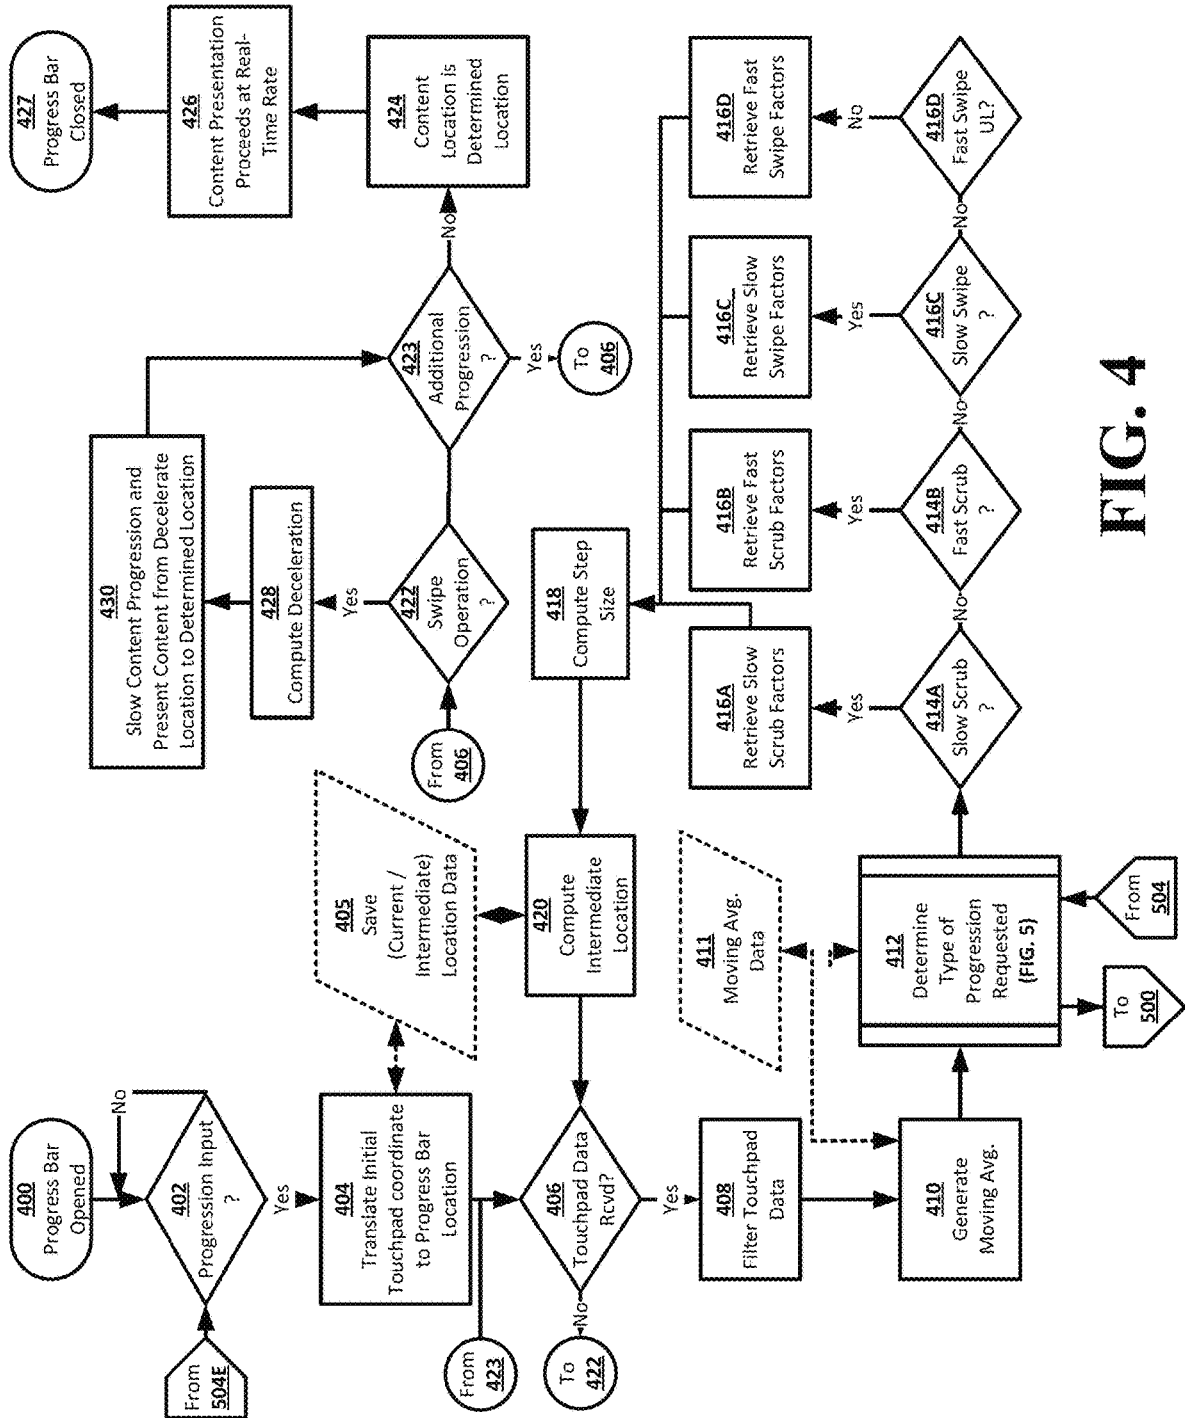 400
Progress Bar
Opened
No
402
Progression Input
?
From
504E
Yes
404
Translate Initial
Touchpad coordinate
to Progress Bar
Location
405
Save
(Current /
Intermediate)
Location Data
From
423
406
Touchpad Data
Rcvd?
No
To
422
Yes
408
Filter Touchpad
Data
410
Generate
Moving Avg.
411
Moving Avg.
Data
412
Determine
Type of
Progression
Requested
(FIG. 5)
To
500
From
504
414A
Slow Scrub
?
Yes
416A
Retrieve Slow
Scrub Factors
No
414B
Fast Scrub
?
Yes
416B
Retrieve Fast
Scrub Factors
No
416C
Slow Swipe
?
Yes
416C
Retrieve Slow
Swipe Factors
No
416D
Fast Swipe
UL?
No
416D
Retrieve Fast
Swipe Factors
418
Compute Step
Size
420
Compute
Intermediate
Location
From
406
422
Swipe
Operation
?
Yes
428
Compute Deceleration
430
Slow Content Progression and
Present Content from Decelerate
Location to Determined Location
423
Additional
Progression
?
Yes
To
406
No
424
Content
Location is
Determined
Location
426
Content Presentation
Proceeds at Real-
Time Rate
427
Progress Bar
Closed
FIG. 4